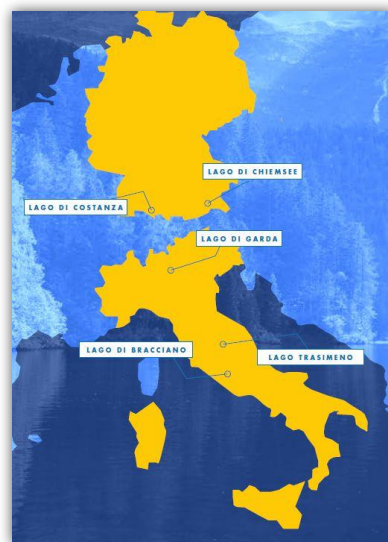 LAGO DI CHIEMSEE
LAGO DI COSTANZA
LAGO DI GARDA
LAGO DI BRACCIANO
LAGO TRASIMENO